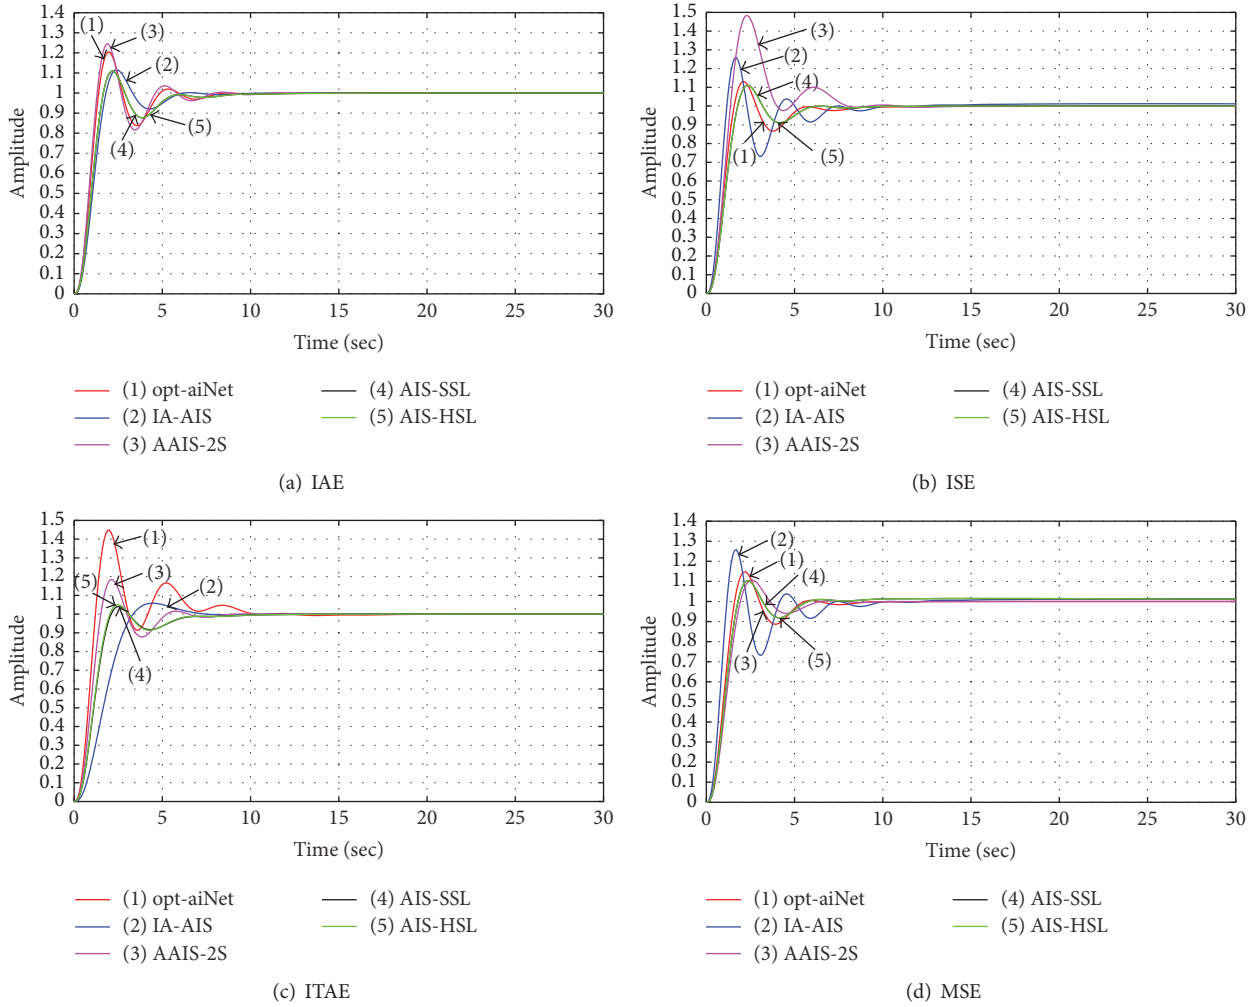 1.4
1.3
1.2
1.1
1
0.9
0.8
0.7
0.6
0.5
0.4
0.3
0.2
0.1
0
Amplitude
(1)
(3)
(2)
(4)
(5)
0 5 10 15 20 25 30
Time (sec)
(1) opt-aiNet
(2) IA-AIS
(3) AAIS-2S
(4) AIS-SSL
(5) AIS-HSL
(a) IAE
1.5
1.4
1.3
1.2
1.1
1
0.9
0.8
0.7
0.6
0.5
0.4
0.3
0.2
0.1
0
Amplitude
(3)
(2)
(4)
(1)
(5)
0 5 10 15 20 25 30
Time (sec)
(1) opt-aiNet
(2) IA-AIS
(3) AAIS-2S
(4) AIS-SSL
(5) AIS-HSL
(b) ISE
1.5
1.4
1.3
1.2
1.1
1
0.9
0.8
0.7
0.6
0.5
0.4
0.3
0.2
0.1
0
Amplitude
(1)
(3)
(5)
(2)
(4)
0 5 10 15 20 25 30
Time (sec)
(1) opt-aiNet
(2) IA-AIS
(3) AAIS-2S
(4) AIS-SSL
(5) AIS-HSL
(c) ITAE
1.4
1.3
1.2
1.1
1
0.9
0.8
0.7
0.6
0.5
0.4
0.3
0.2
0.1
0
Amplitude
(2)
(1)
(4)
(3)
(5)
0 5 10 15 20 25 30
Time (sec)
(1) opt-aiNet
(2) IA-AIS
(3) AAIS-2S
(4) AIS-SSL
(5) AIS-HSL
(d) MSE